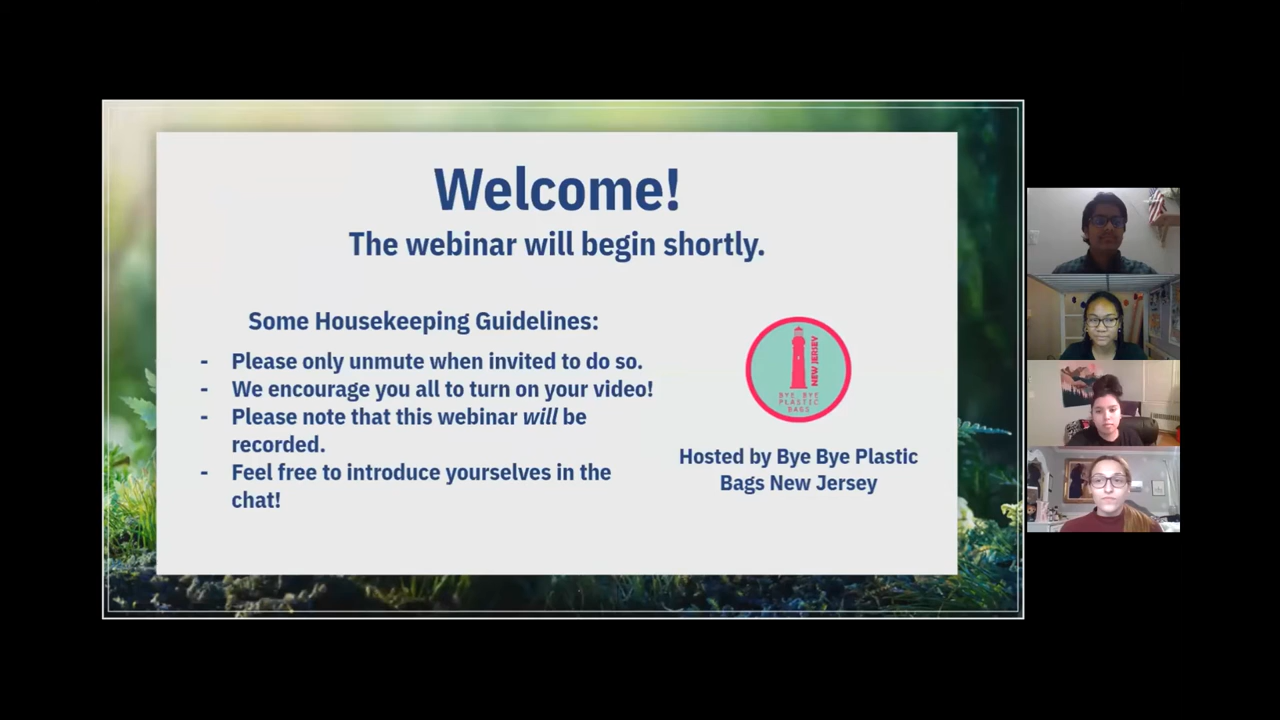 Welcome!
The webinar will begin shortly.
Some Housekeeping Guidelines:
- Please only unmute when invited to do so.
- We encourage you all to turn on your video!
- Please note that this webinar will be
recorded.
- Feel free to introduce yourselves in the
chat!
NEW JERSEY
BYE BYE
PLASTIC
BAGS
Hosted by Bye Bye Plastic
Bags New Jersey